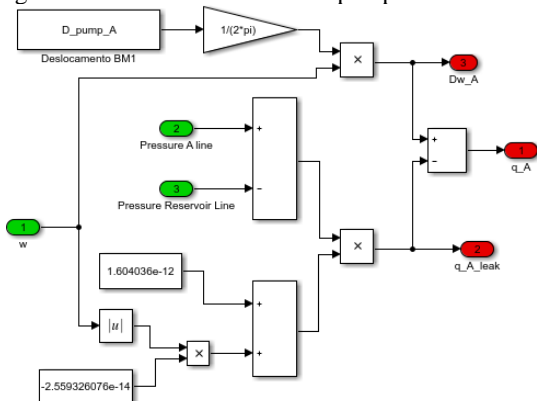 D_pump_A
1/(2*pi)
Deslocamento BM1
×
3
Dw_A
2
+
Pressure A line
+
−
1
q_A
3
−
Pressure Reservoir Line
1
w
×
2
q_A_leak
1.604036e-12
+
|u|
×
+
-2.559326076e-14